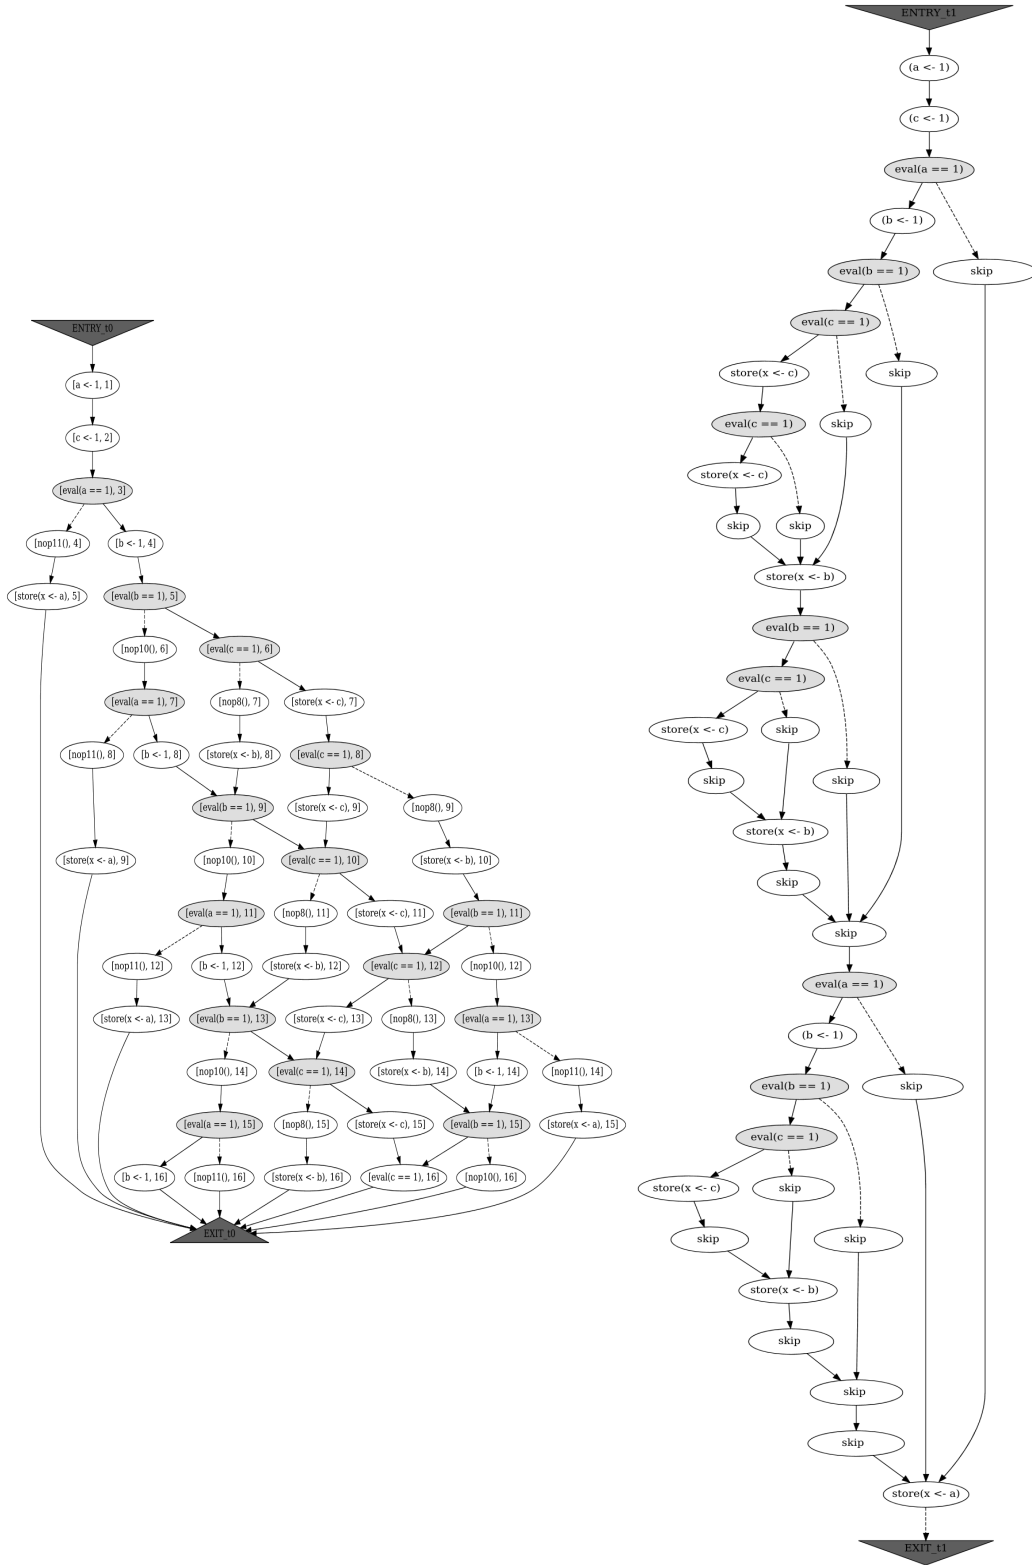 ENTRY_t0
[a <- 1, 1]
[c <- 1, 2]
[eval(a == 1), 3]
[nop11(), 4]
[b <- 1, 4]
[store(x <- a), 5]
[eval(b == 1), 5]
[nop10(), 6]
[eval(c == 1), 6]
[eval(a == 1), 7]
[nop8(), 7]
[store(x <- c), 7]
[nop11(), 8]
[b <- 1, 8]
[store(x <- b), 8]
[eval(c == 1), 8]
[eval(b == 1), 9]
[store(x <- c), 9]
[nop8(), 9]
[store(x <- a), 9]
[nop10(), 10]
[eval(c == 1), 10]
[store(x <- b), 10]
[eval(a == 1), 11]
[nop8(), 11]
[store(x <- c), 11]
[eval(b == 1), 11]
[nop11(), 12]
[b <- 1, 12]
[store(x <- b), 12]
[eval(c == 1), 12]
[nop10(), 12]
[store(x <- a), 13]
[eval(b == 1), 13]
[store(x <- c), 13]
[nop8(), 13]
[eval(a == 1), 13]
[nop10(), 14]
[eval(c == 1), 14]
[store(x <- b), 14]
[b <- 1, 14]
[nop11(), 14]
[eval(a == 1), 15]
[nop8(), 15]
[store(x <- c), 15]
[eval(b == 1), 15]
[store(x <- a), 15]
[b <- 1, 16]
[nop11(), 16]
[store(x <- b), 16]
[eval(c == 1), 16]
[nop10(), 16]
EXIT_t0
ENTRY_t1
(a <- 1)
(c <- 1)
eval(a == 1)
(b <- 1)
eval(b == 1)
skip
eval(c == 1)
store(x <- c)
skip
eval(c == 1)
skip
store(x <- c)
skip
skip
store(x <- b)
eval(b == 1)
eval(c == 1)
store(x <- c)
skip
skip
skip
store(x <- b)
skip
skip
eval(a == 1)
(b <- 1)
eval(b == 1)
skip
eval(c == 1)
store(x <- c)
skip
skip
skip
store(x <- b)
skip
skip
skip
store(x <- a)
EXIT_t1